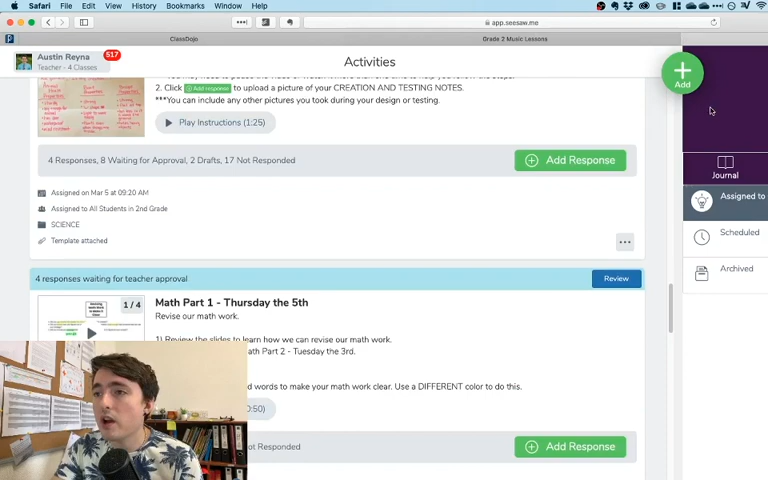 Safari File Edit View History Bookmarks Window Help
app.seesaw.me
ClassDojo
Grade 2 Music Lessons
Austin Reyna
Teacher - 4 Classes
517
Activities
Add
2. Click Add response to upload a picture of your CREATION AND TESTING NOTES.
***You can include any other pictures you took during your design or testing.
Play Instructions (1:25)
4 Responses, 8 Waiting for Approval, 2 Drafts, 17 Not Responded
Add Response
Assigned on Mar 5 at 09:20 AM
Assigned to All Students in 2nd Grade
SCIENCE
Template attached
Journal
Assigned to
Scheduled
Archived
4 responses waiting for teacher approval
Review
1 / 4
Math Part 1 - Thursday the 5th
Revise our math work.
1) Review the slides to learn how we can revise our math work.
ath Part 2 - Tuesday the 3rd.
d words to make your math work clear. Use a DIFFERENT color to do this.
0:50)
ot Responded
Add Response